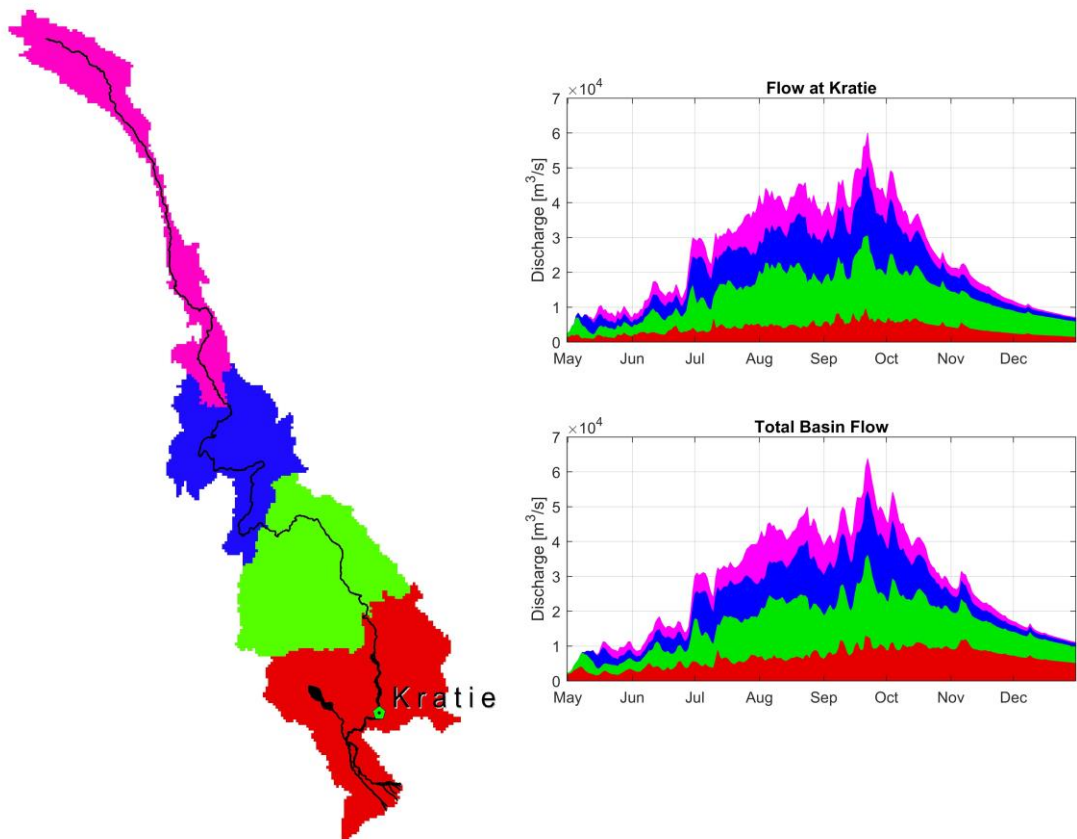 Kratie
Flow at Kratie
×10⁴
Discharge [m³/s]
7
6
5
4
3
2
1
0
May Jun Jul Aug Sep Oct Nov Dec
Total Basin Flow
×10⁴
Discharge [m³/s]
7
6
5
4
3
2
1
0
May Jun Jul Aug Sep Oct Nov Dec